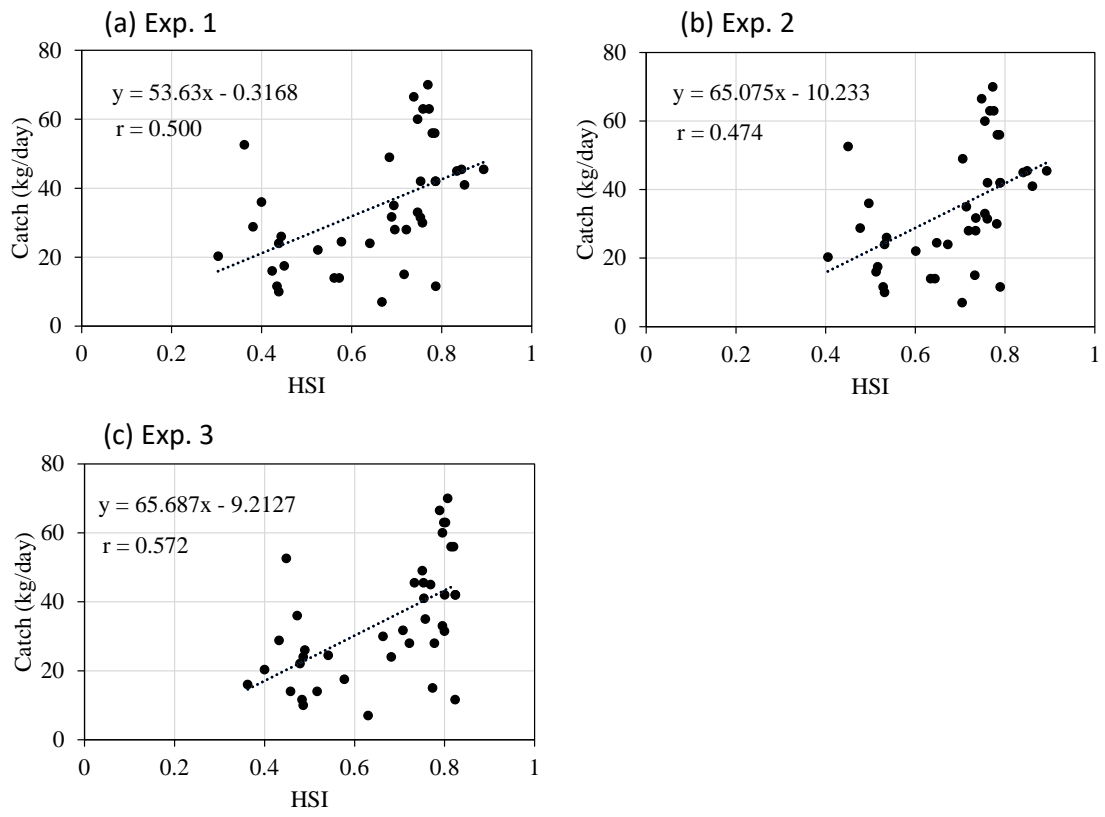 (a) Exp. 1
80
60
40
20
0
Catch (kg/day)
y = 53.63x - 0.3168
r = 0.500
0 0.2 0.4 0.6 0.8 1
HSI
(b) Exp. 2
80
60
40
20
0
Catch (kg/day)
y = 65.075x - 10.233
r = 0.474
0 0.2 0.4 0.6 0.8 1
HSI
(c) Exp. 3
80
60
40
20
0
Catch (kg/day)
y = 65.687x - 9.2127
r = 0.572
0 0.2 0.4 0.6 0.8 1
HSI